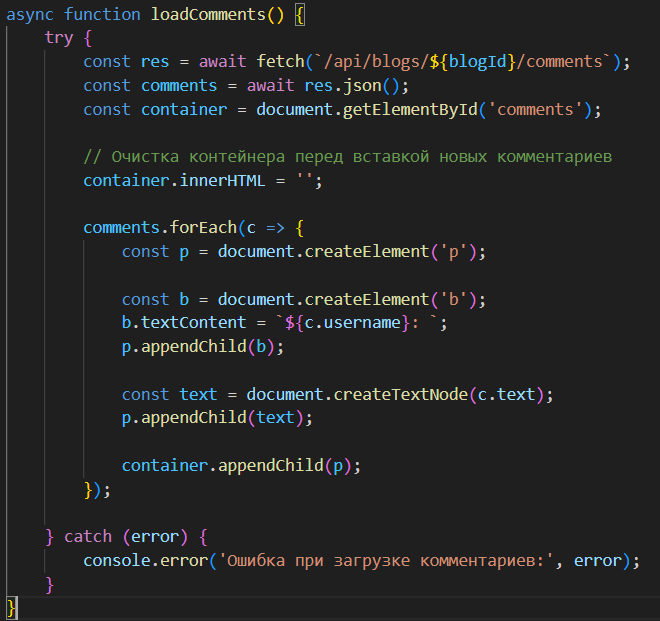 async function loadComments() {
    try {
        const res = await fetch(`/api/blogs/${blogId}/comments`);
        const comments = await res.json();
        const container = document.getElementById('comments');

        // Очистка контейнера перед вставкой новых комментариев
        container.innerHTML = '';

        comments.forEach(c => {
            const p = document.createElement('p');

            const b = document.createElement('b');
            b.textContent = `${c.username}: `;
            p.appendChild(b);

            const text = document.createTextNode(c.text);
            p.appendChild(text);

            container.appendChild(p);
        });

    } catch (error) {
        console.error('Ошибка при загрузке комментариев:', error);
    }
}